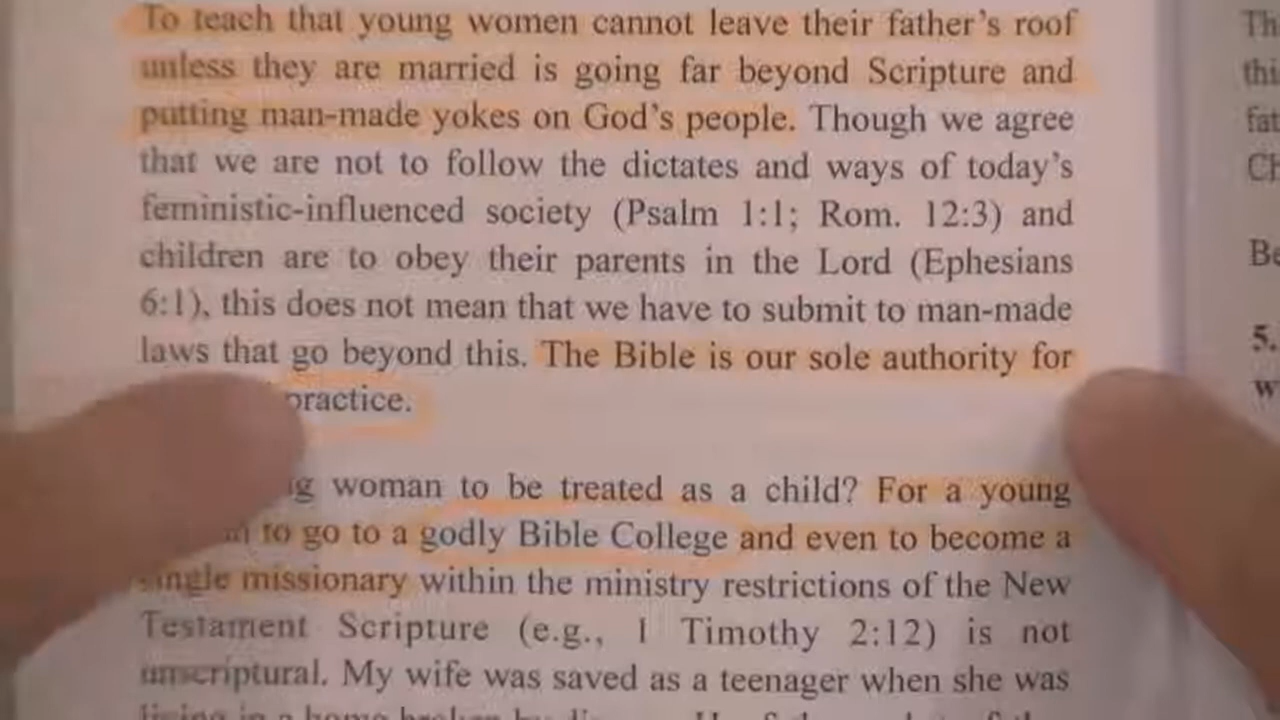 To teach that young women cannot leave their father's roof
unless they are married is going far beyond Scripture and
putting man-made yokes on God's people. Though we agree
that we are not to follow the dictates and ways of today's
feministic-influenced society (Psalm 1:1; Rom. 12:3) and
children are to obey their parents in the Lord (Ephesians
6:1), this does not mean that we have to submit to man-made
laws that go beyond this. The Bible is our sole authority for
practice.
woman to be treated as a child? For a young
to go to a godly Bible College and even to become a
single missionary within the ministry restrictions of the New
Testament Scripture (e.g., 1 Timothy 2:12) is not
unscriptural. My wife was saved as a teenager when she was
living in a home broken by
5.